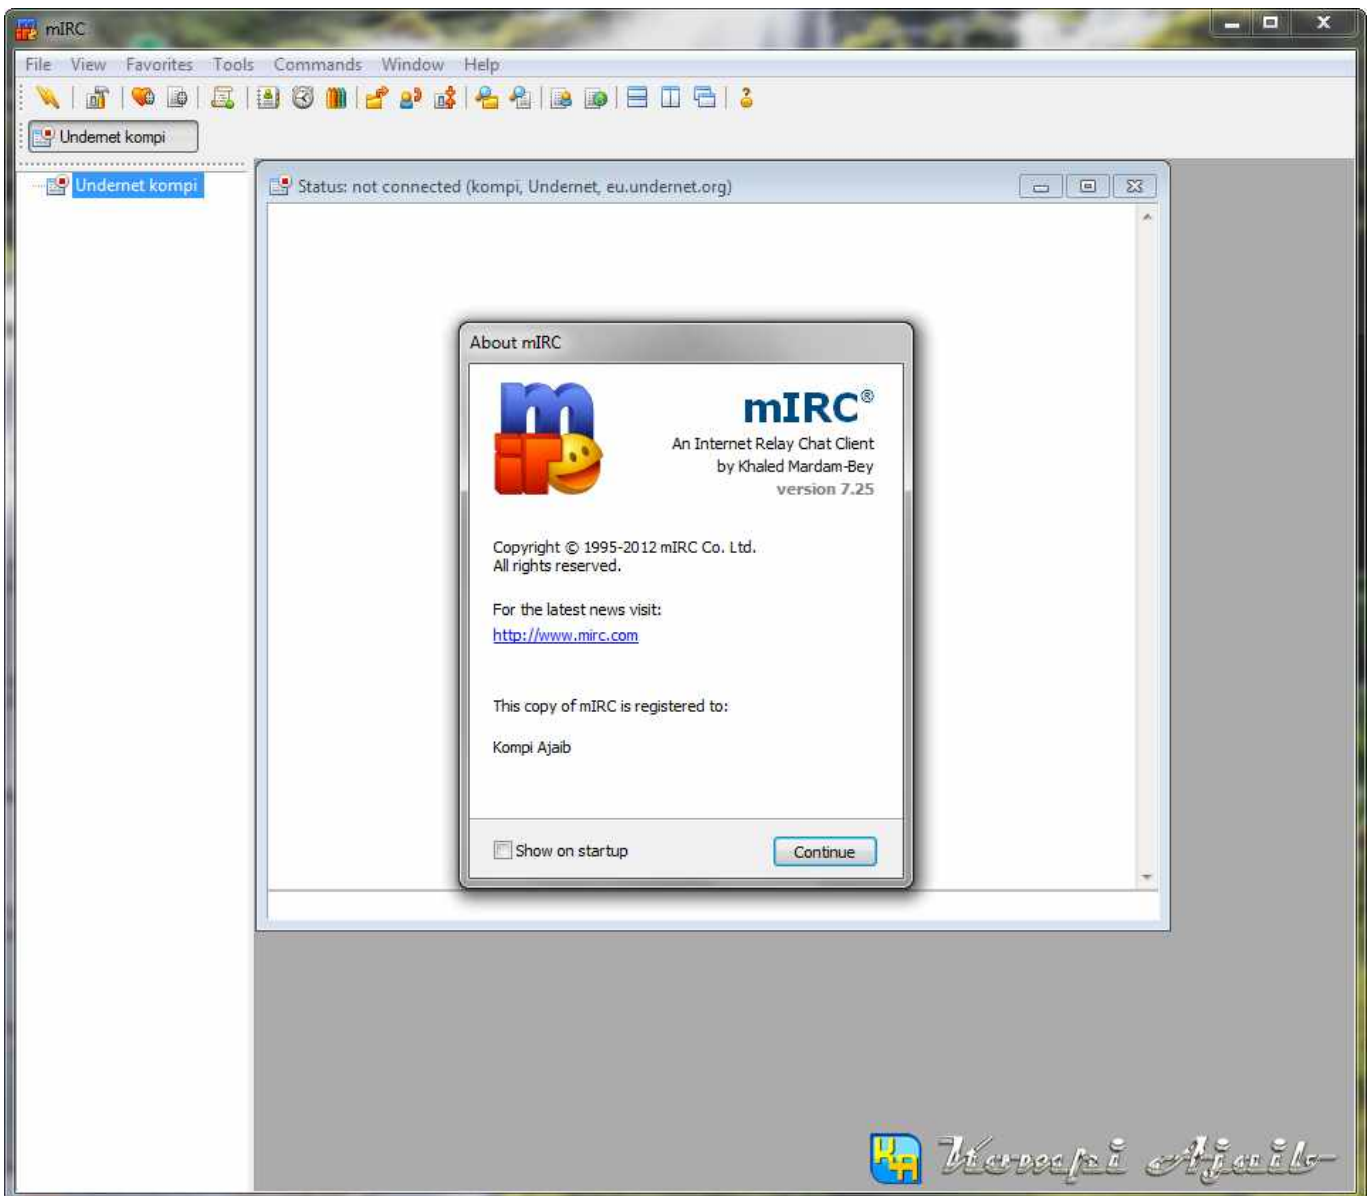 mIRC
File View Favorites Tools Commands Window Help
Undernet kompi
Undernet kompi
Status: not connected (kompi, Undernet, eu.undernet.org)
About mIRC
mIRC®
An Internet Relay Chat Client
by Khaled Mardam-Bey
version 7.25
Copyright © 1995-2012 mIRC Co. Ltd.
All rights reserved.
For the latest news visit:
http://www.mirc.com
This copy of mIRC is registered to:
Kompi Ajaib
Show on startup
Continue
KA Kompi Ajaib